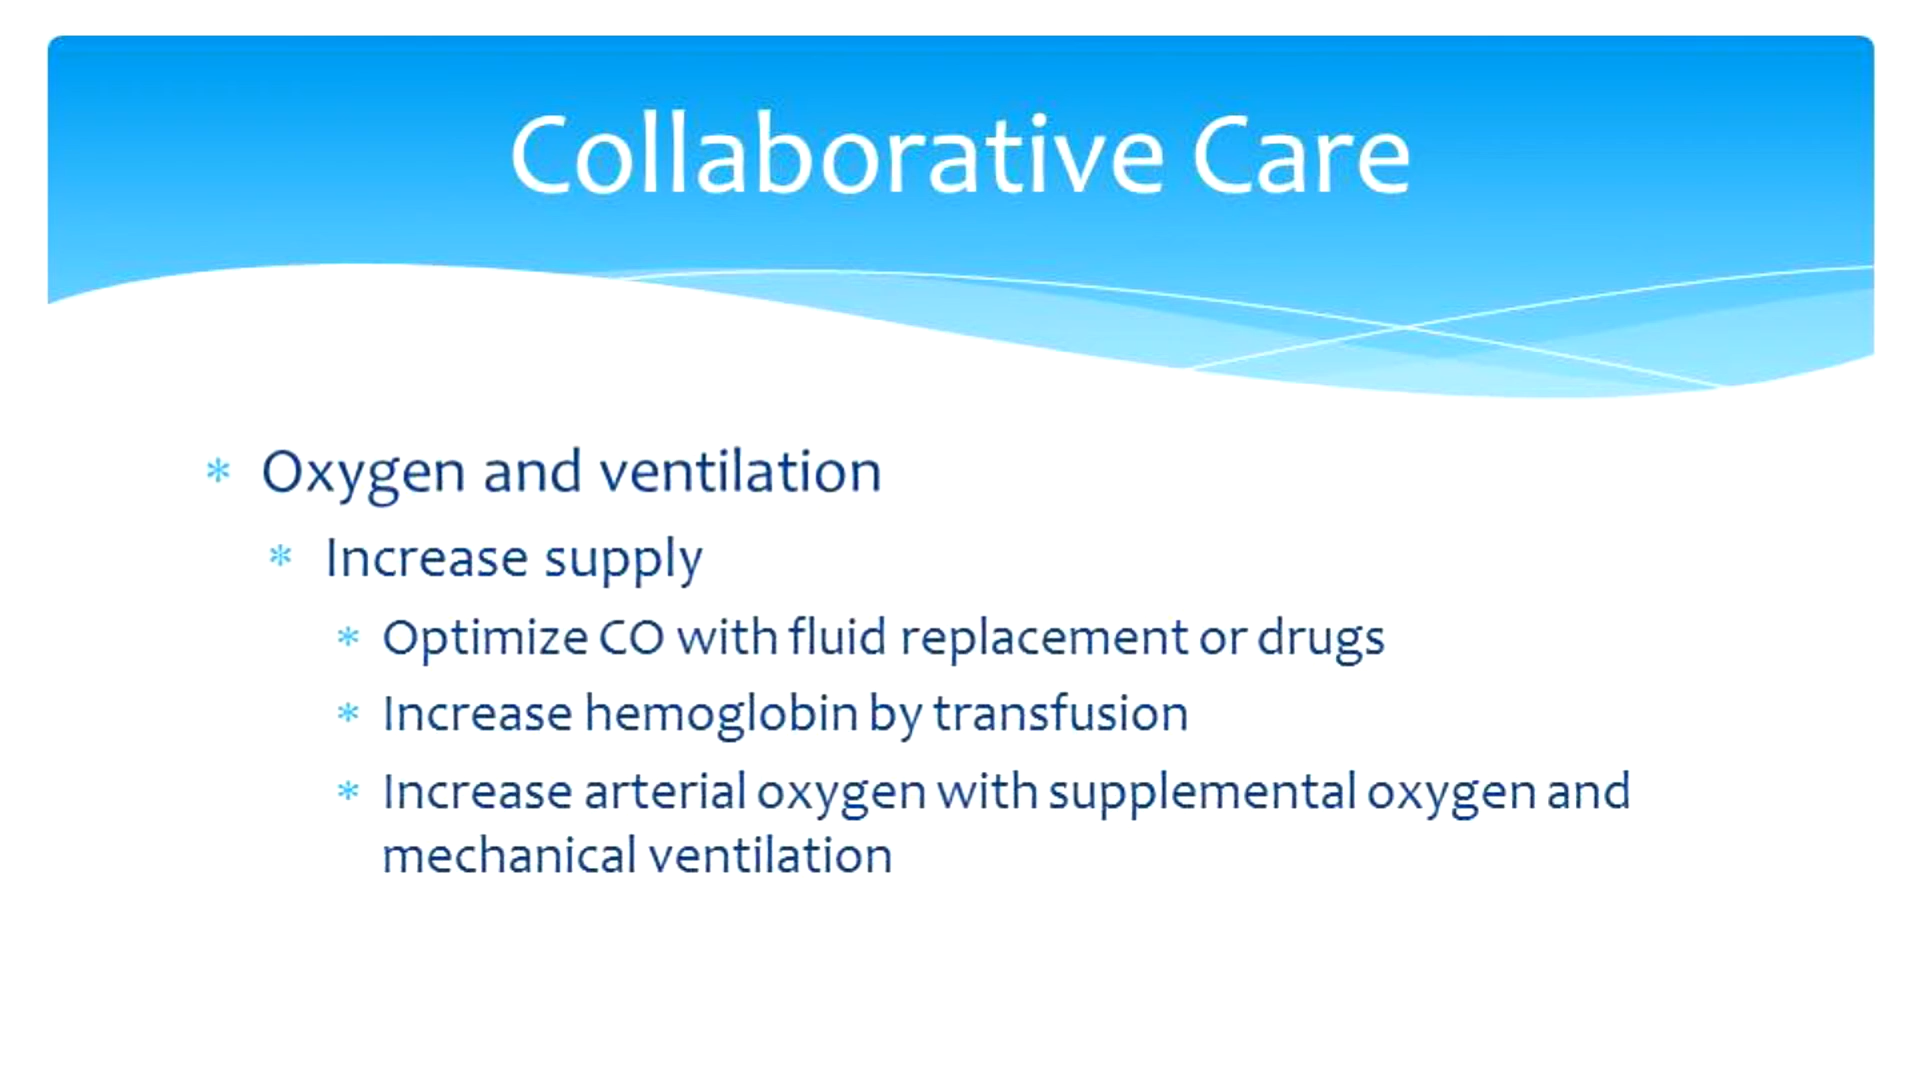 Collaborative Care
* Oxygen and ventilation
* Increase supply
* Optimize CO with fluid replacement or drugs
* Increase hemoglobin by transfusion
* Increase arterial oxygen with supplemental oxygen and
mechanical ventilation